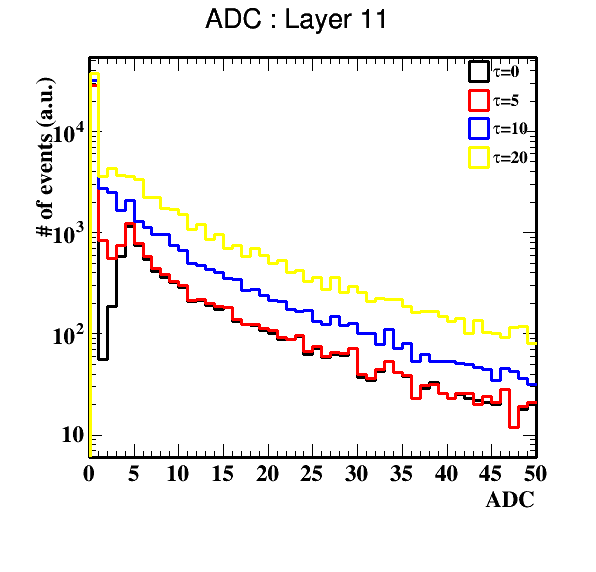 ADC : Layer 11
# of events (a.u.)
τ=0
τ=5
τ=10
τ=20
10⁴
10³
10²
10
0 5 10 15 20 25 30 35 40 45 50
ADC